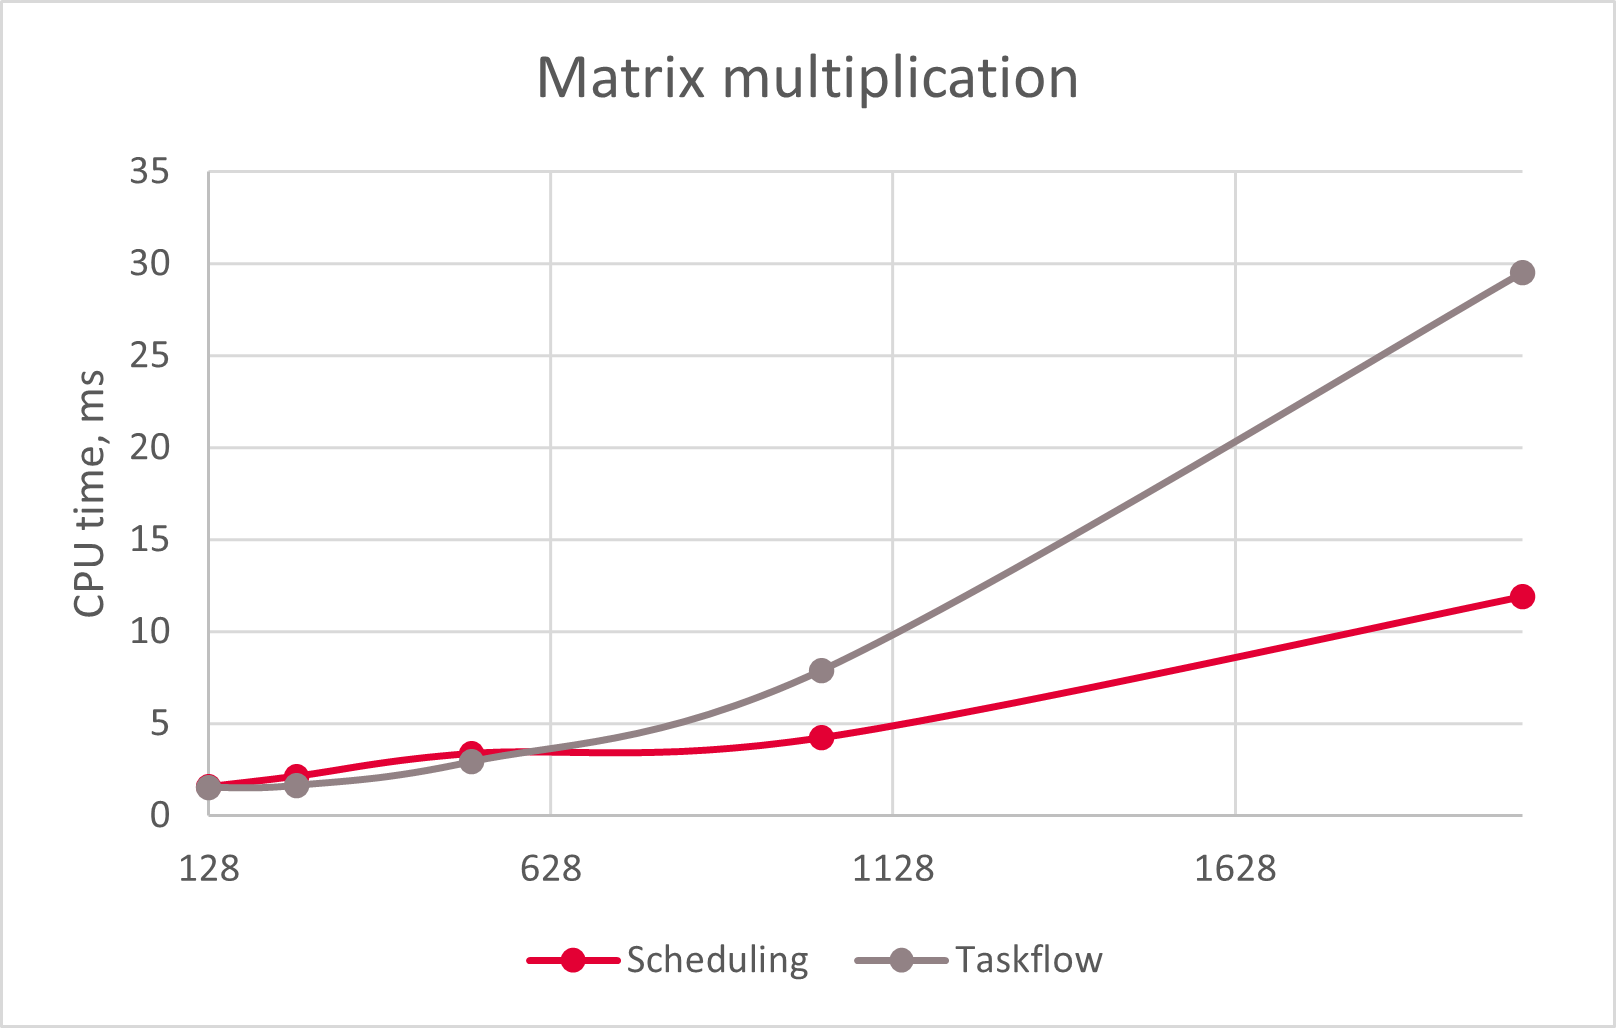 Matrix multiplication
CPU time, ms
35
30
25
20
15
10
5
0
128 628 1128 1628
Scheduling Taskflow